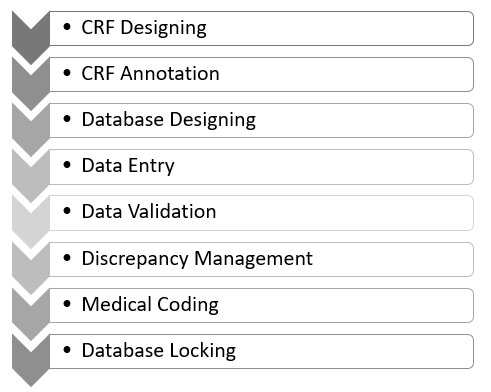 • CRF Designing
• CRF Annotation
• Database Designing
• Data Entry
• Data Validation
• Discrepancy Management
• Medical Coding
• Database Locking